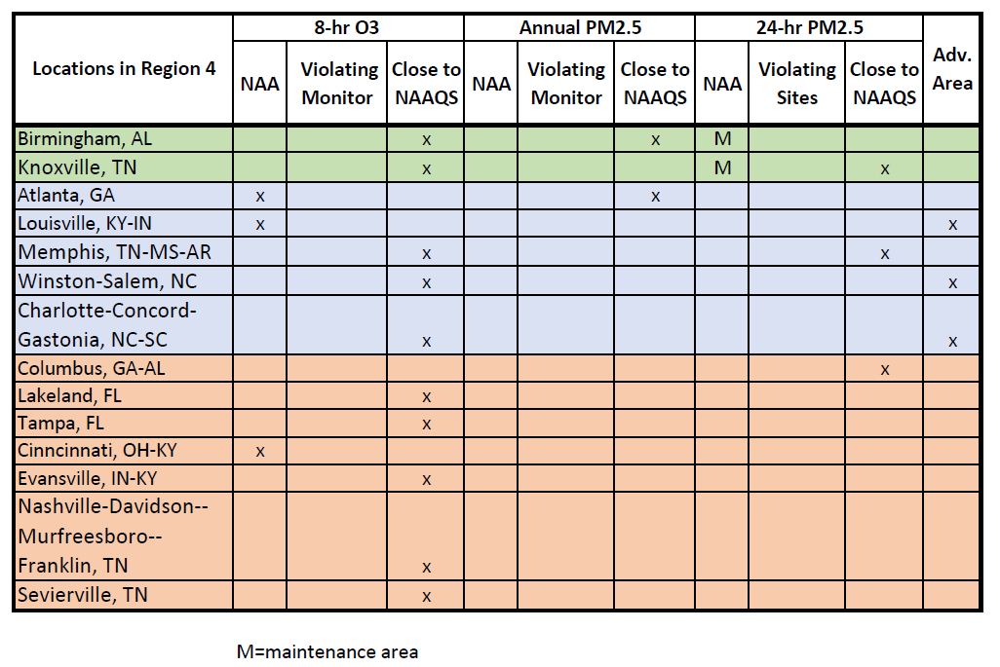 Locations in Region 4 8-hr O3 Annual PM2.5 24-hr PM2.5 Adv. Area
NAA Violating Monitor Close to NAAQS NAA Violating Monitor Close to NAAQS NAA Violating Sites Close to NAAQS
Birmingham, AL x x M
Knoxville, TN x M x
Atlanta, GA x x
Louisville, KY-IN x x
Memphis, TN-MS-AR x x
Winston-Salem, NC x x
Charlotte-Concord-
Gastonia, NC-SC x x
Columbus, GA-AL x
Lakeland, FL x
Tampa, FL x
Cinncinnati, OH-KY x
Evansville, IN-KY x
Nashville-Davidson--
Murfreesboro--
Franklin, TN x
Sevierville, TN x
M=maintenance area